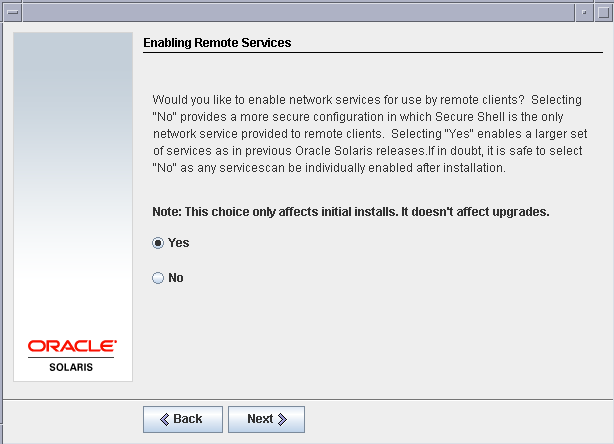 Enabling Remote Services
Would you like to enable network services for use by remote clients?  Selecting
"No" provides a more secure configuration in which Secure Shell is the only
network service provided to remote clients.  Selecting "Yes" enables a larger set
of services as in previous Oracle Solaris releases.If in doubt, it is safe to select
"No" as any servicescan be individually enabled after installation.
Note: This choice only affects initial installs. It doesn't affect upgrades.
Yes
No
ORACLE
SOLARIS
Back
Next